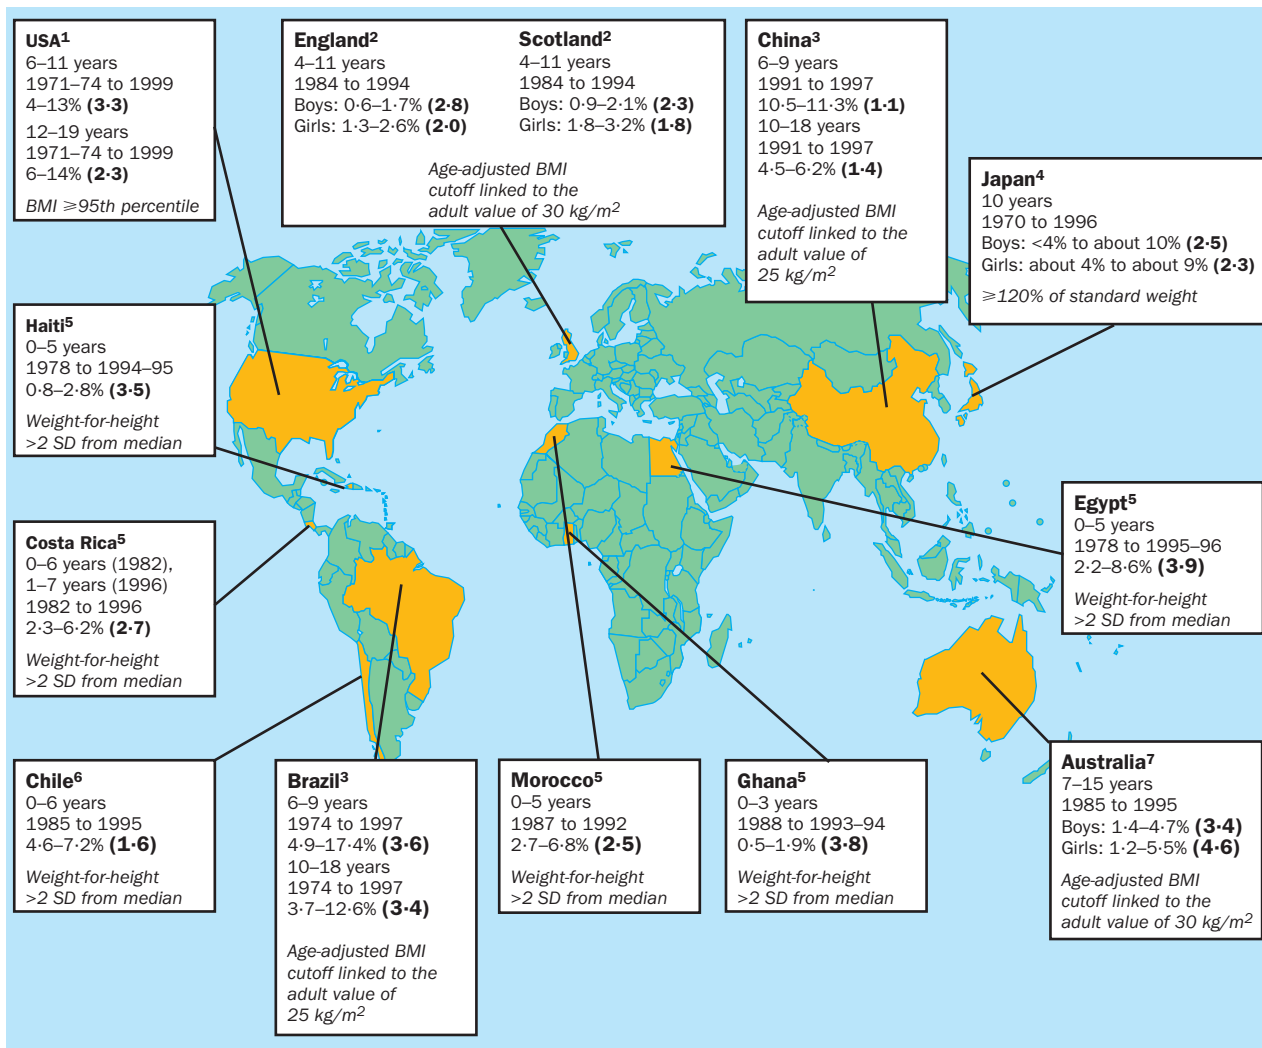 USA1
6–11 years
1971–74 to 1999
4–13% (3·3)
12–19 years
1971–74 to 1999
6–14% (2·3)
BMI ⩾95th percentile
England2
4–11 years
1984 to 1994
Boys: 0·6–1·7% (2·8)
Girls: 1·3–2·6% (2·0)
Scotland2
4–11 years
1984 to 1994
Boys: 0·9–2·1% (2·3)
Girls: 1·8–3·2% (1·8)
Age-adjusted BMI
cutoff linked to the
adult value of 30 kg/m2
China3
6–9 years
1991 to 1997
10·5–11·3% (1·1)
10–18 years
1991 to 1997
4·5–6·2% (1·4)
Age-adjusted BMI
cutoff linked to the
adult value of
25 kg/m2
Japan4
10 years
1970 to 1996
Boys: <4% to about 10% (2·5)
Girls: about 4% to about 9% (2·3)
⩾120% of standard weight
Haiti5
0–5 years
1978 to 1994–95
0·8–2·8% (3·5)
Weight-for-height
>2 SD from median
Egypt5
0–5 years
1978 to 1995–96
2·2–8·6% (3·9)
Weight-for-height
>2 SD from median
Costa Rica5
0–6 years (1982),
1–7 years (1996)
1982 to 1996
2·3–6·2% (2·7)
Weight-for-height
>2 SD from median
Chile6
0–6 years
1985 to 1995
4·6–7·2% (1·6)
Weight-for-height
>2 SD from median
Brazil3
6–9 years
1974 to 1997
4·9–17·4% (3·6)
10–18 years
1974 to 1997
3·7–12·6% (3·4)
Age-adjusted BMI
cutoff linked to the
adult value of
25 kg/m2
Morocco5
0–5 years
1987 to 1992
2·7–6·8% (2·5)
Weight-for-height
>2 SD from median
Ghana5
0–3 years
1988 to 1993–94
0·5–1·9% (3·8)
Weight-for-height
>2 SD from median
Australia7
7–15 years
1985 to 1995
Boys: 1·4–4·7% (3·4)
Girls: 1·2–5·5% (4·6)
Age-adjusted BMI
cutoff linked to the
adult value of 30 kg/m2